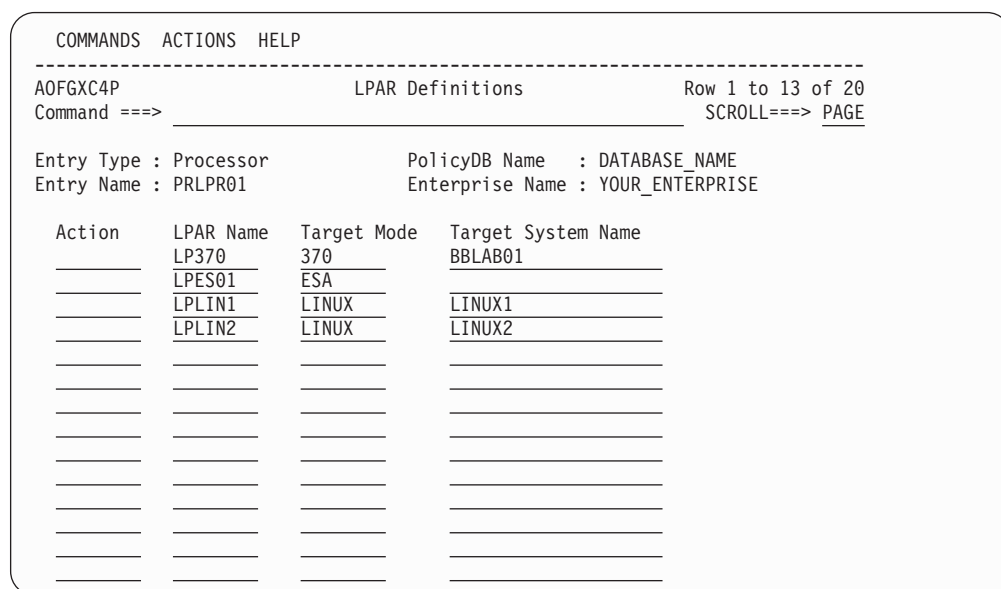 COMMANDS ACTIONS HELP
--------------------------------------------------------------------------------
AOFGXC4P LPAR Definitions Row 1 to 13 of 20
Command ===> SCROLL===> PAGE
Entry Type : Processor PolicyDB Name : DATABASE_NAME
Entry Name : PRLPR01 Enterprise Name : YOUR_ENTERPRISE
Action LPAR Name Target Mode Target System Name
LP370 370 BBLAB01
LPES01 ESA
LPLIN1 LINUX LINUX1
LPLIN2 LINUX LINUX2